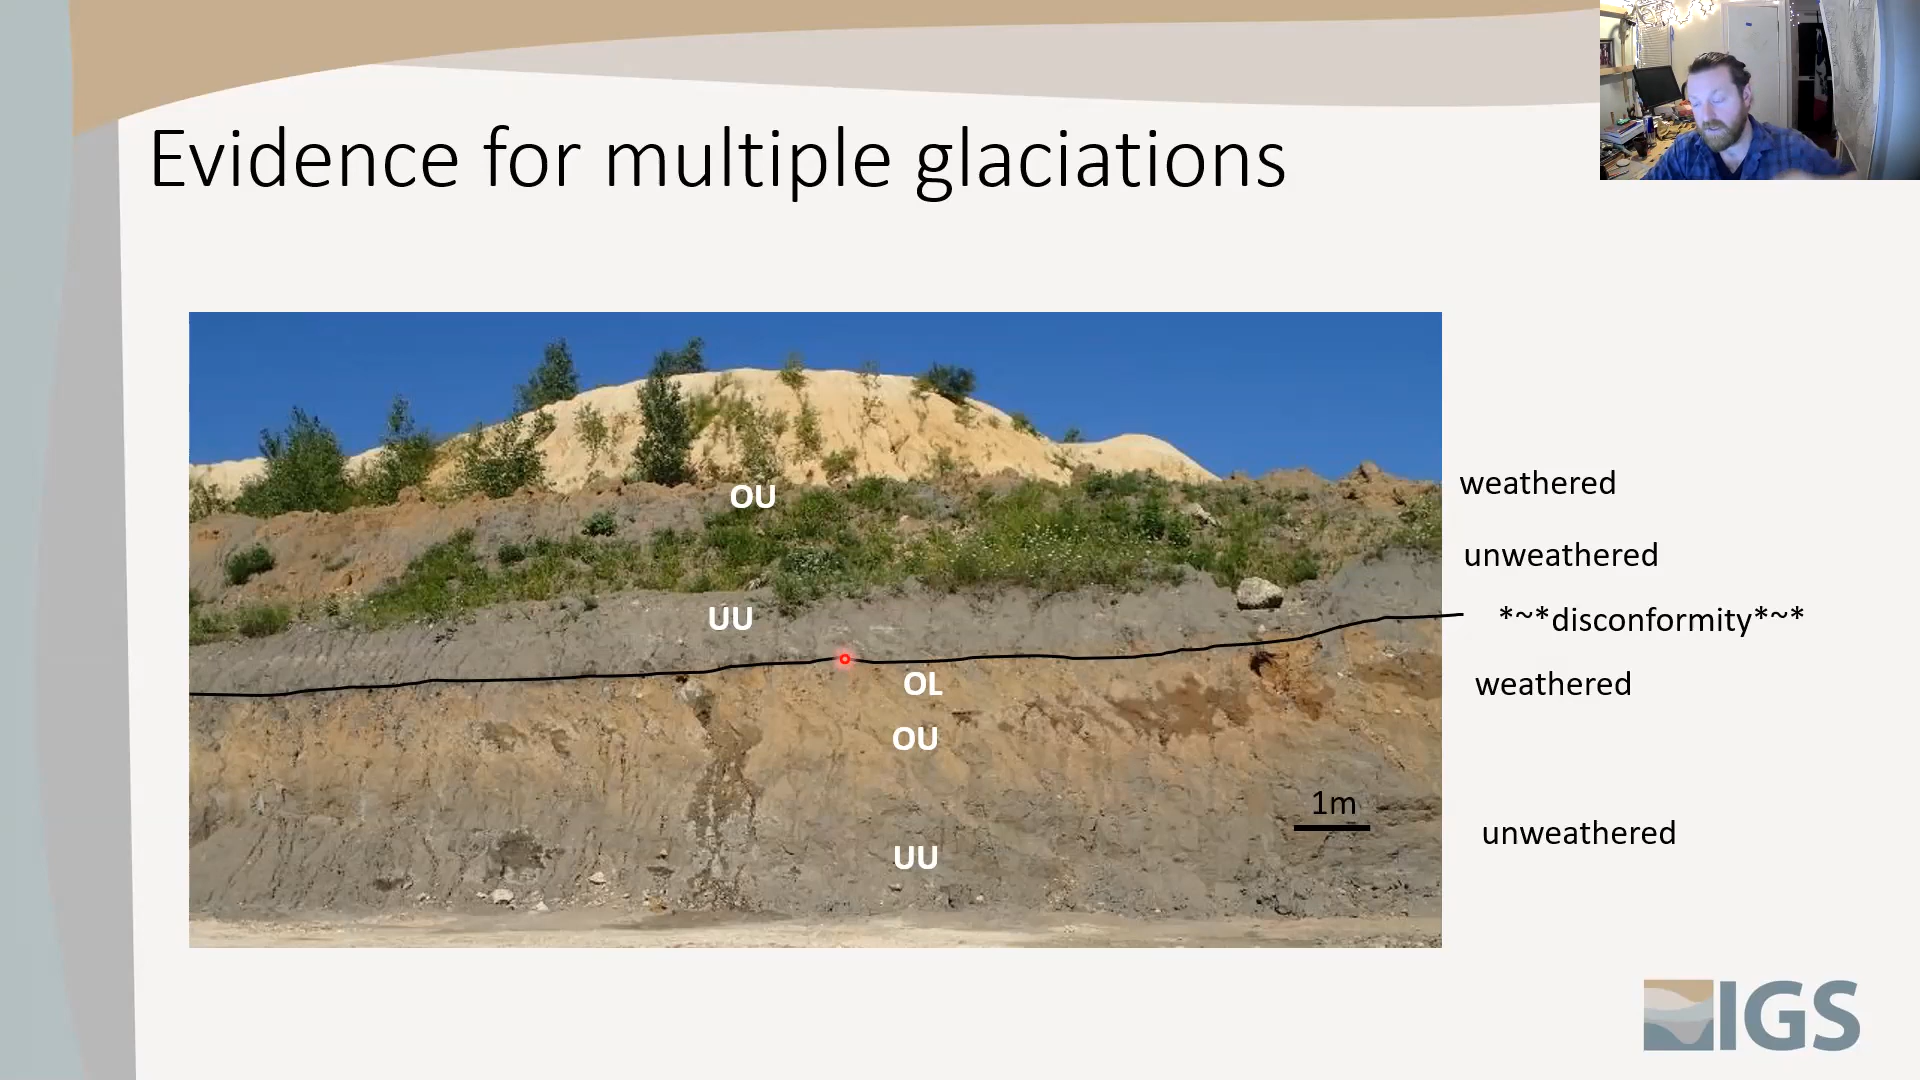 Evidence for multiple glaciations
OU
weathered
unweathered
UU
*~*disconformity*~*
OL
weathered
OU
1m
UU
unweathered
IGS